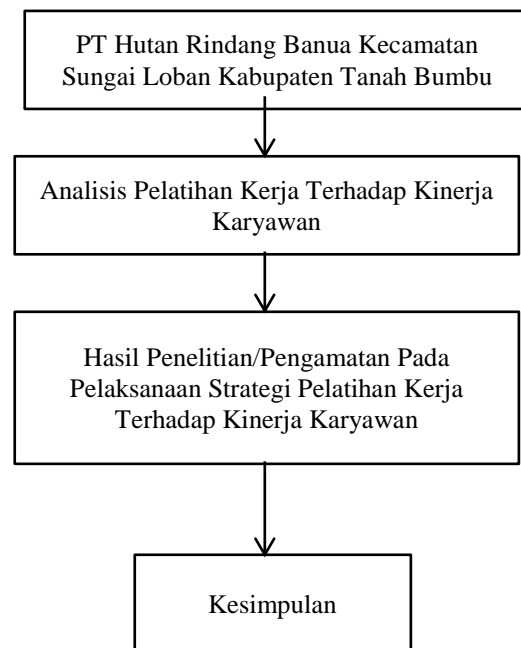 PT Hutan Rindang Banua Kecamatan
Sungai Loban Kabupaten Tanah Bumbu
Analisis Pelatihan Kerja Terhadap Kinerja
Karyawan
Hasil Penelitian/Pengamatan Pada
Pelaksanaan Strategi Pelatihan Kerja
Terhadap Kinerja Karyawan
Kesimpulan